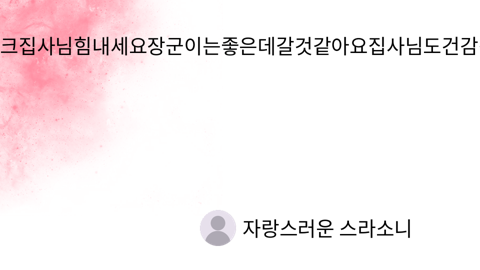 크집사님힘내세요장군이는좋은데갈것같아요집사님도건감
자랑스러운 스라소니